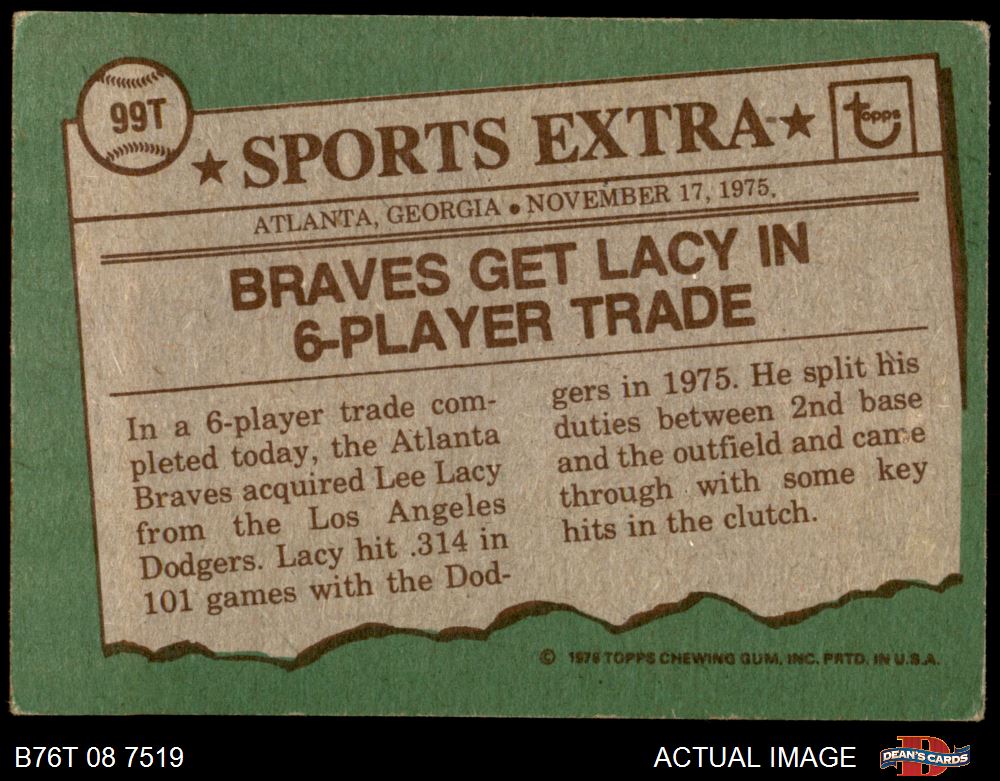 99T
★ SPORTS EXTRA ★
Topps
ATLANTA, GEORGIA • NOVEMBER 17, 1975.
BRAVES GET LACY IN
6-PLAYER TRADE
In a 6-player trade com-
pleted today, the Atlanta
Braves acquired Lee Lacy
from the Los Angeles
Dodgers. Lacy hit .314 in
101 games with the Dod-
gers in 1975. He split his
duties between 2nd base
and the outfield and came
through with some key
hits in the clutch.
© 1976 TOPPS CHEWING GUM, INC. PRTD. IN U.S.A.
B76T 08 7519
ACTUAL IMAGE
D
DEAN'S CARDS